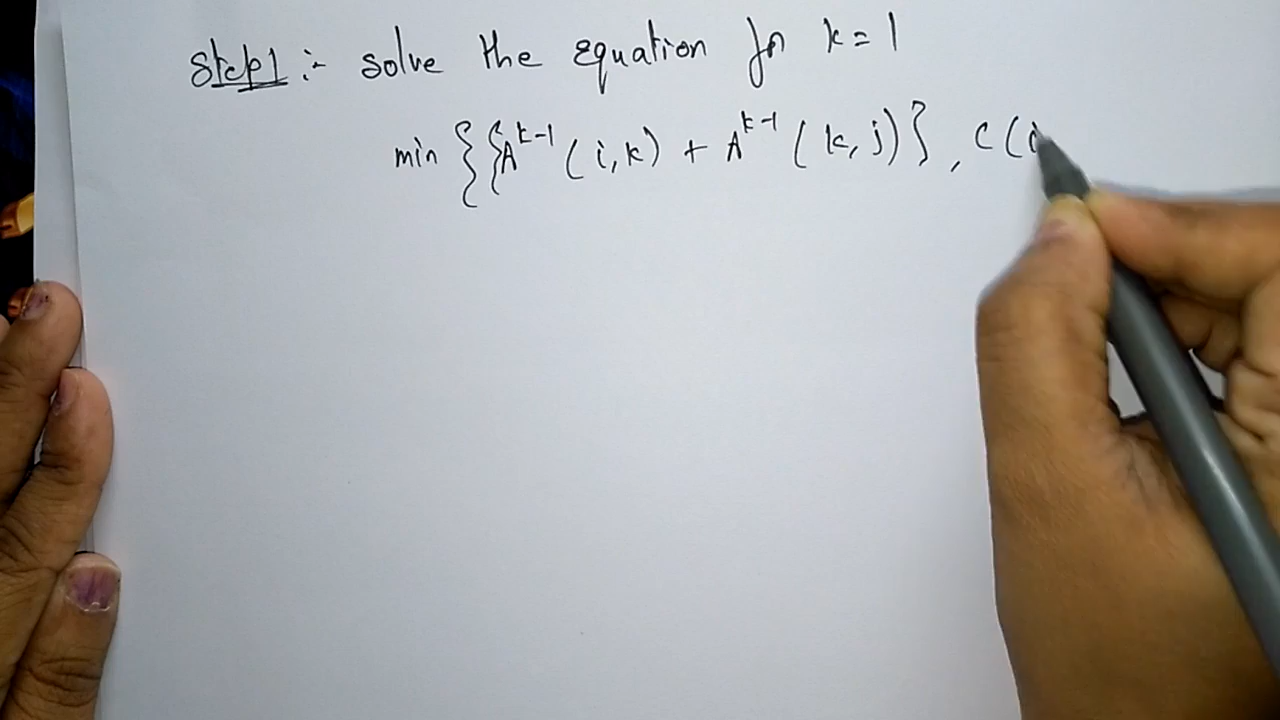 Step1 :- solve the equation for k = 1
min { { A^{k-1} (i, k) + A^{k-1} (k, j) } , C (i